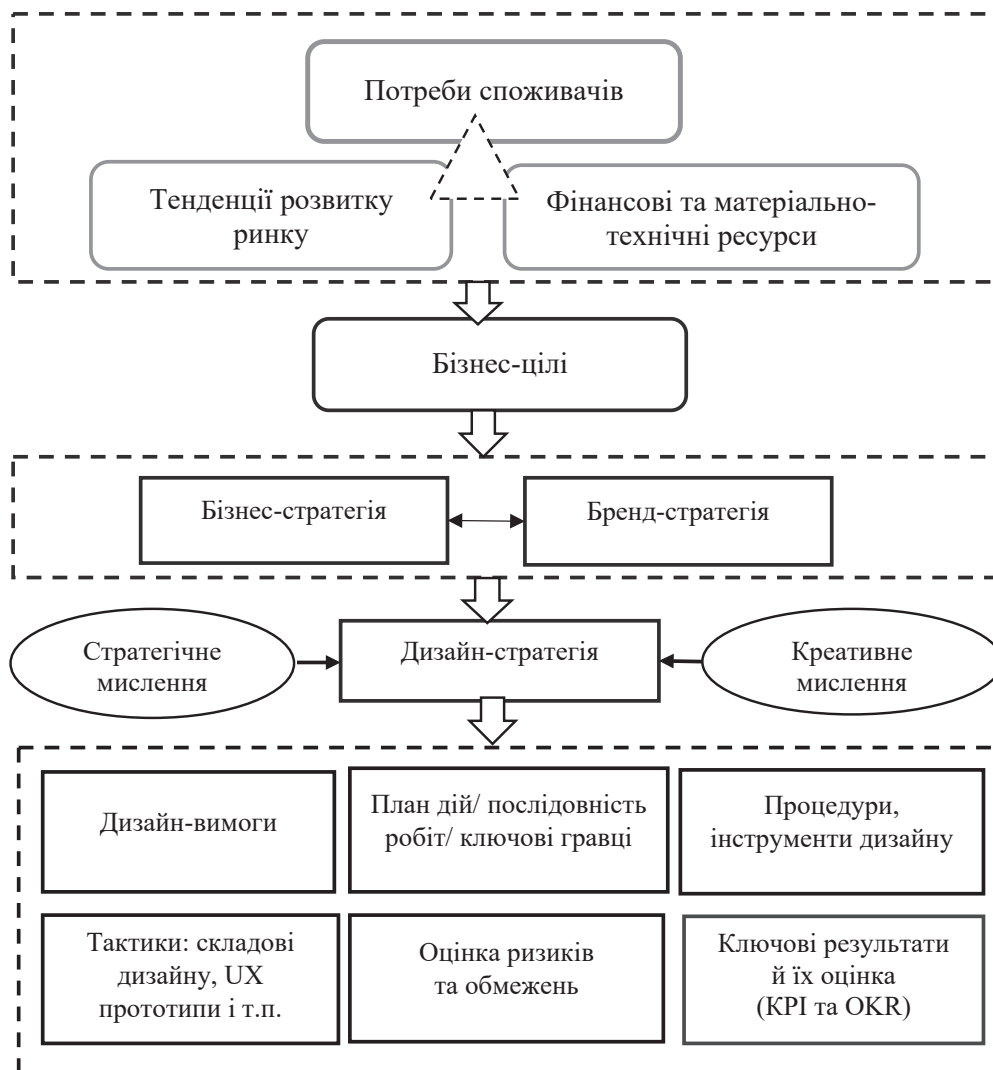 Потреби споживачів
Тенденції розвитку
ринку
Фінансові та матеріально-
технічні ресурси
Бізнес-цілі
Бізнес-стратегія
Бренд-стратегія
Стратегічне
мислення
Дизайн-стратегія
Креативне
мислення
Дизайн-вимоги
План дій/ послідовність
робіт/ ключові гравці
Процедури,
інструменти дизайну
Тактики: складові
дизайну, UX
прототипи і т.п.
Оцінка ризиків
та обмежень
Ключові результати
й їх оцінка
(КРІ та OKR)